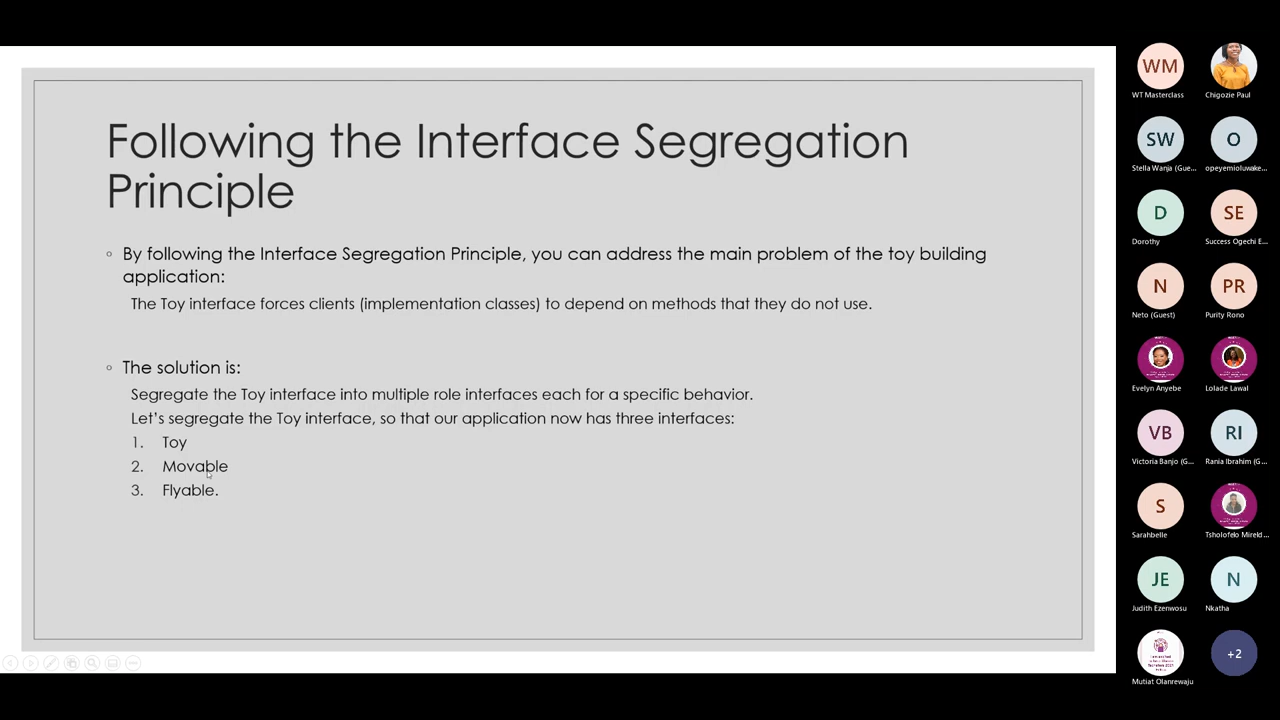 Following the Interface Segregation
Principle
By following the Interface Segregation Principle, you can address the main problem of the toy building
application:
The Toy interface forces clients (implementation classes) to depend on methods that they do not use.
The solution is:
Segregate the Toy interface into multiple role interfaces each for a specific behavior.
Let's segregate the Toy interface, so that our application now has three interfaces:
1. Toy
2. Movable
3. Flyable.
WM
WT Masterclass
Chigozie Paul
SW
O
Stella Wanja (Gue...
opeyemioluwake...
D
SE
Dorothy
Success Ogechi E...
N
PR
Neto (Guest)
Purity Rono
Evelyn Anyebe
Lolade Lawal
VB
RI
Victoria Banjo (G...
Rania Ibrahim (G...
S
Sarahbelle
Tsholofelo Mireld...
JE
N
Judith Ezenwosu
Nkatha
+2
Mutiat Olanrewaju